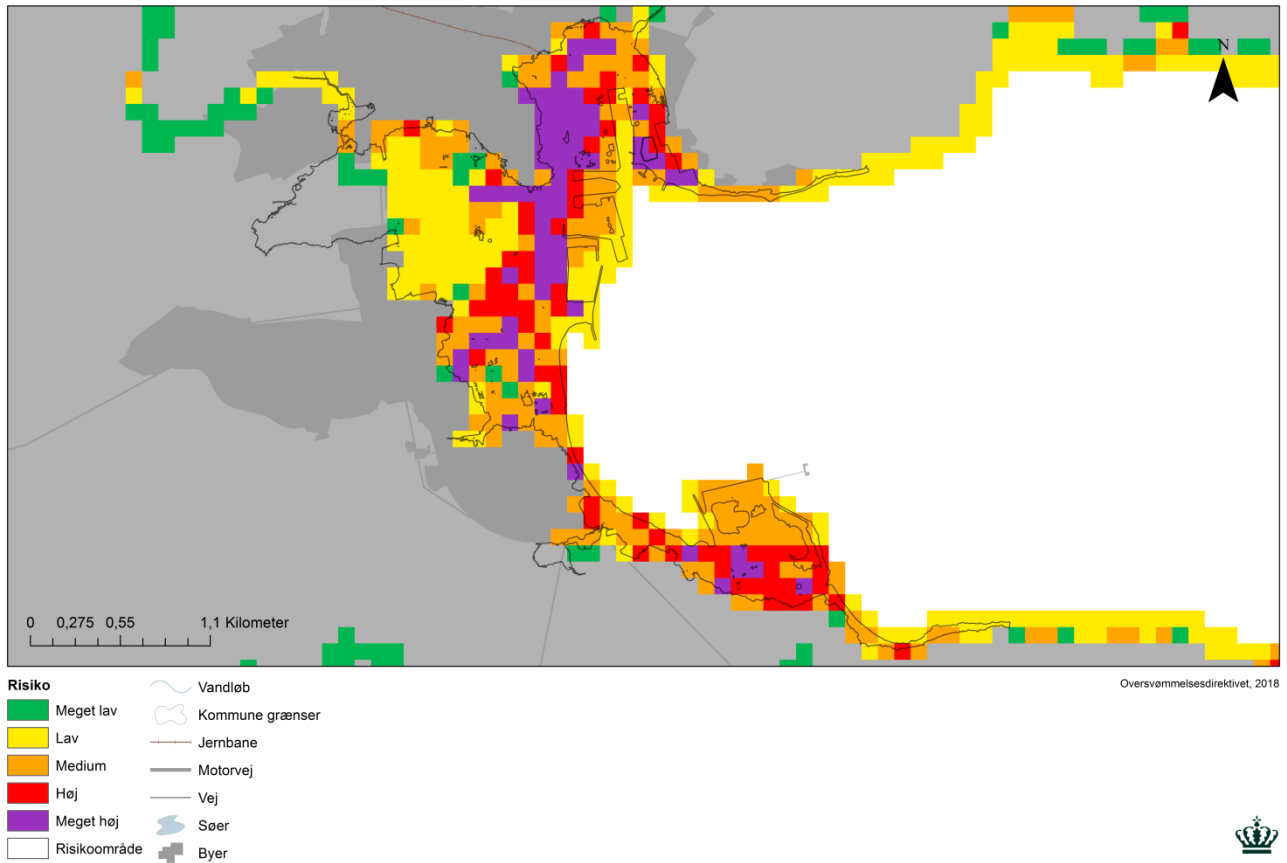 N
0 0,275 0,55 1,1 Kilometer
Oversvømmelsesdirektivet, 2018
Risiko
Meget lav
Lav
Medium
Høj
Meget høj
Risikoområde
Vandløb
Kommune grænser
Jernbane
Motorvej
Vej
Søer
Byer